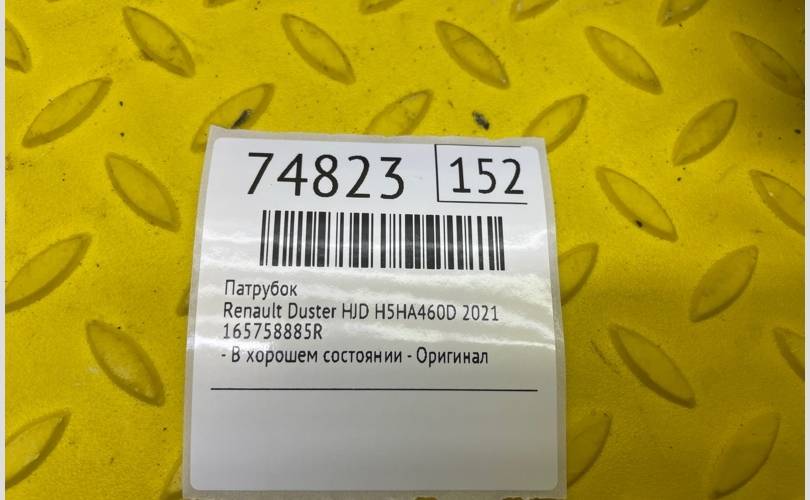 74823 152
Патрубок
Renault Duster HJD H5HA460D 2021
165758885R
- В хорошем состоянии - Оригинал